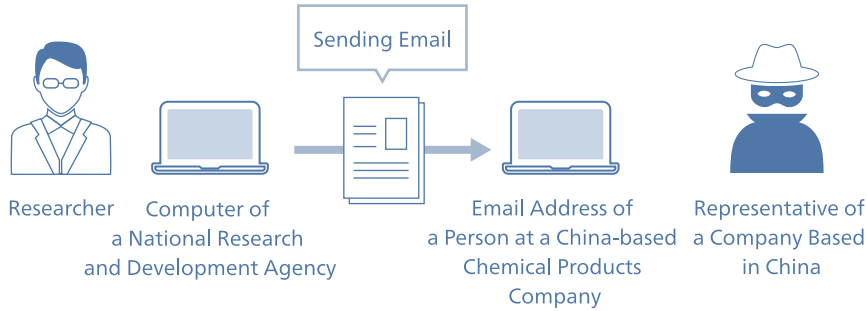 Sending Email
Researcher
Computer of
a National Research
and Development Agency
Email Address of
a Person at a China-based
Chemical Products
Company
Representative of
a Company Based
in China